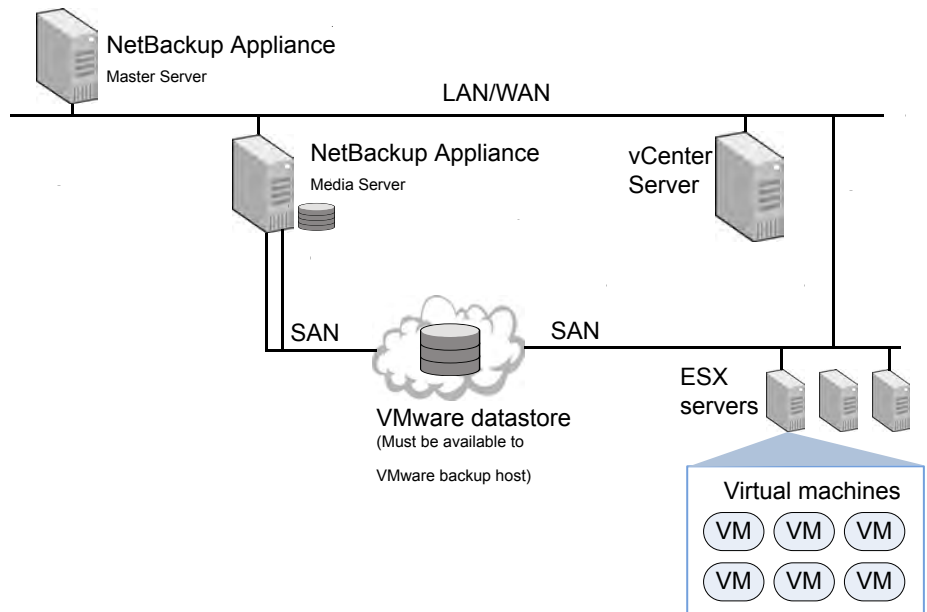 NetBackup Appliance
Master Server
LAN/WAN
NetBackup Appliance
Media Server
vCenter
Server
SAN
SAN
VMware datastore
(Must be available to
VMware backup host)
ESX
servers
Virtual machines
VM VM VM
VM VM VM